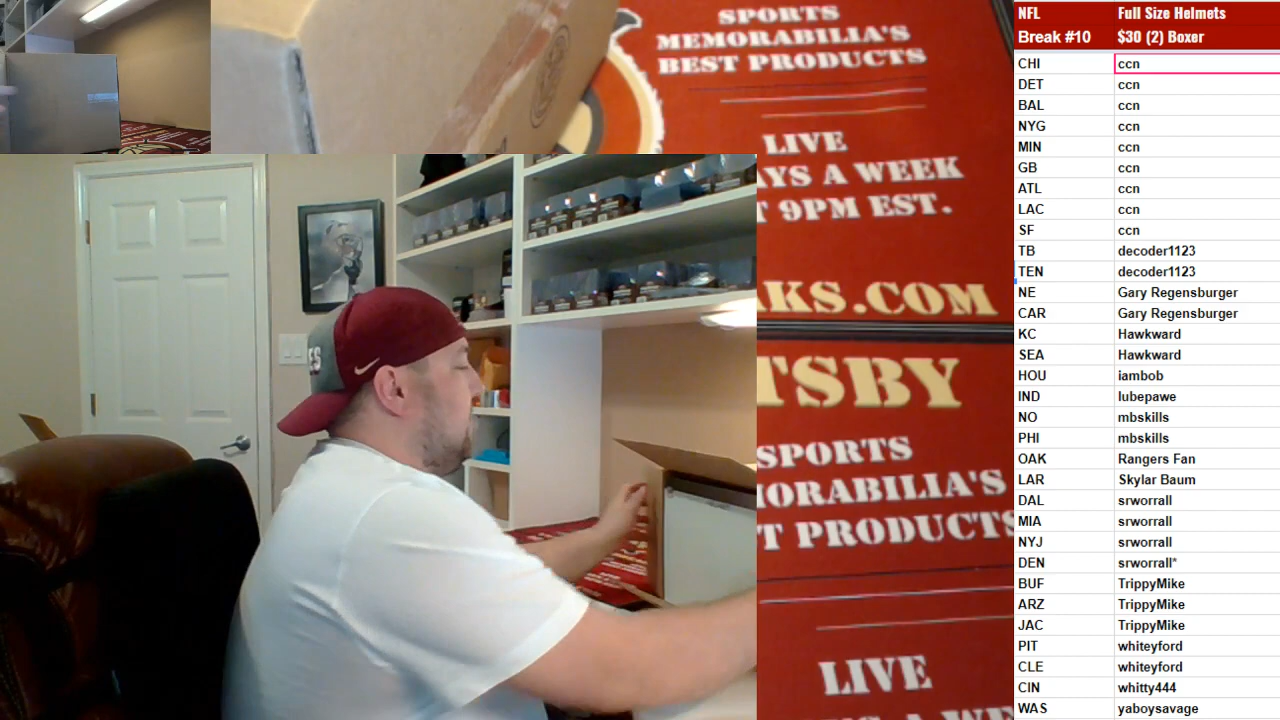 SPORTS
MEMORABILIA'S
BEST PRODUCTS
LIVE
AYS A WEEK
9PM EST.
AKS.COM
TSBY
SPORTS
ORABILIA'S
T PRODUCTS
LIVE
NFL Full Size Helmets
Break #10 $30 (2) Boxer
CHI ccn
DET ccn
BAL ccn
NYG ccn
MIN ccn
GB ccn
ATL ccn
LAC ccn
SF ccn
TB decoder1123
TEN decoder1123
NE Gary Regensburger
CAR Gary Regensburger
KC Hawkward
SEA Hawkward
HOU iambob
IND lubepawe
NO mbskills
PHI mbskills
OAK Rangers Fan
LAR Skylar Baum
DAL srworrall
MIA srworrall
NYJ srworrall
DEN srworrall*
BUF TrippyMike
ARZ TrippyMike
JAC TrippyMike
PIT whiteyford
CLE whiteyford
CIN whitty444
WAS yaboysavage